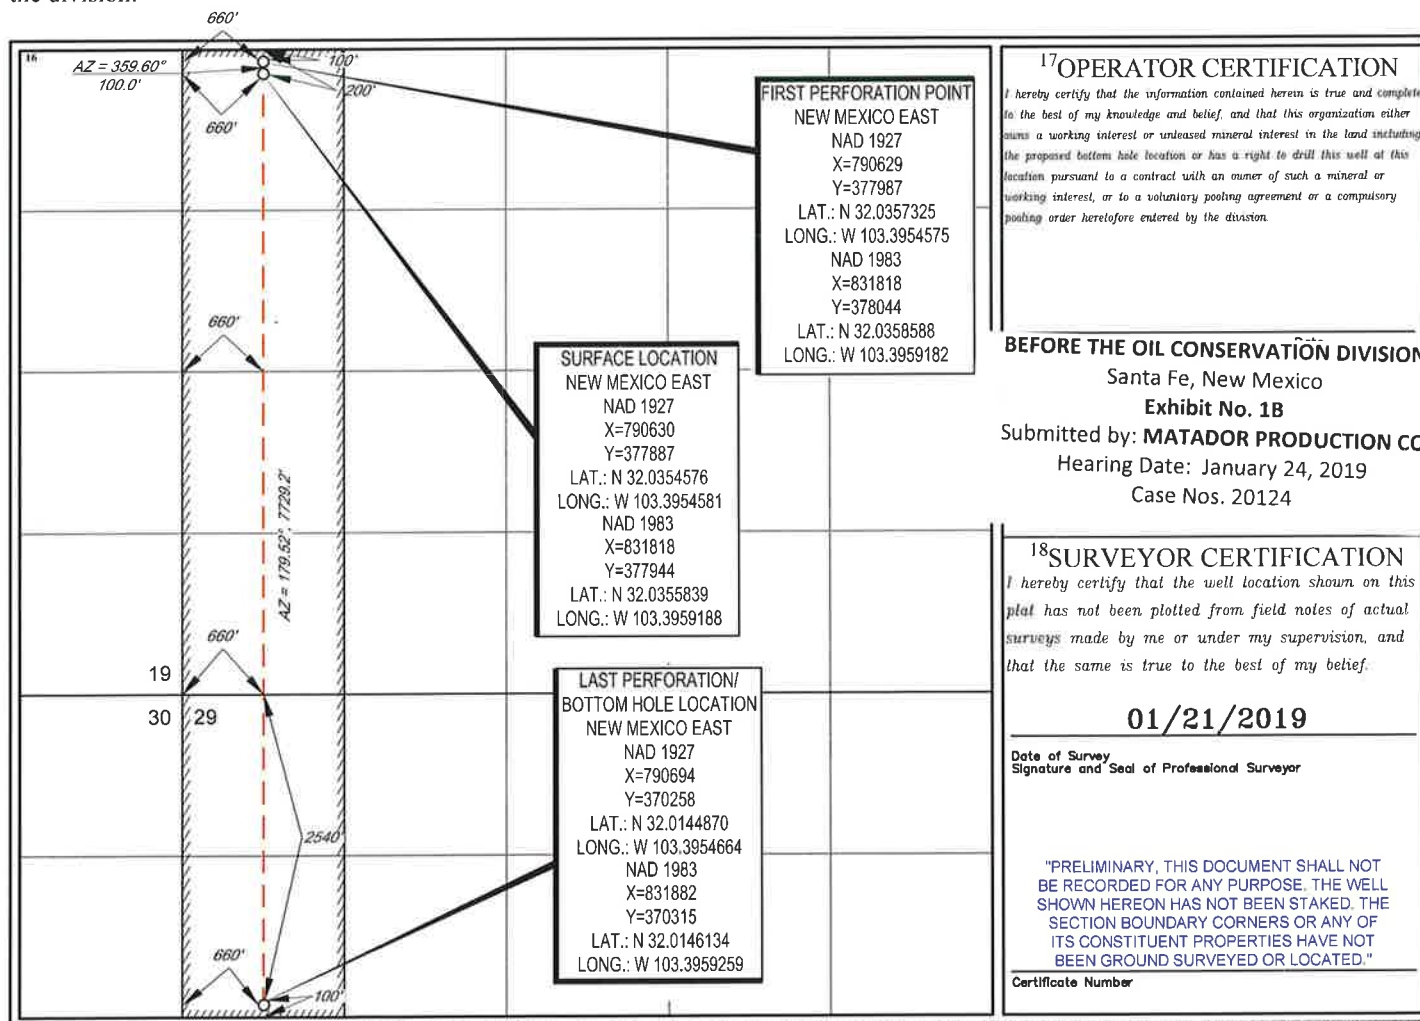 the division.
16
660'
AZ = 359.60°
100.0'
100'
200'
660'
660'
AZ = 179.52°, 7729.2'
660'
19
30 29
2540'
660'
100'
FIRST PERFORATION POINT
NEW MEXICO EAST
NAD 1927
X=790629
Y=377987
LAT.: N 32.0357325
LONG.: W 103.3954575
NAD 1983
X=831818
Y=378044
LAT.: N 32.0358588
LONG.: W 103.3959182
SURFACE LOCATION
NEW MEXICO EAST
NAD 1927
X=790630
Y=377887
LAT.: N 32.0354576
LONG.: W 103.3954581
NAD 1983
X=831818
Y=377944
LAT.: N 32.0355839
LONG.: W 103.3959188
LAST PERFORATION/
BOTTOM HOLE LOCATION
NEW MEXICO EAST
NAD 1927
X=790694
Y=370258
LAT.: N 32.0144870
LONG.: W 103.3954664
NAD 1983
X=831882
Y=370315
LAT.: N 32.0146134
LONG.: W 103.3959259
17 OPERATOR CERTIFICATION
I hereby certify that the information contained herein is true and complete
to the best of my knowledge and belief, and that this organization either
owns a working interest or unleased mineral interest in the land including
the proposed bottom hole location or has a right to drill this well at this
location pursuant to a contract with an owner of such a mineral or
working interest, or to a voluntary pooling agreement or a compulsory
pooling order heretofore entered by the division.
BEFORE THE OIL CONSERVATION DIVISION
Santa Fe, New Mexico
Exhibit No. 1B
Submitted by: MATADOR PRODUCTION CO
Hearing Date: January 24, 2019
Case Nos. 20124
18 SURVEYOR CERTIFICATION
I hereby certify that the well location shown on this
plat has not been plotted from field notes of actual
surveys made by me or under my supervision, and
that the same is true to the best of my belief.
01/21/2019
Date of Survey
Signature and Seal of Professional Surveyor
"PRELIMINARY, THIS DOCUMENT SHALL NOT
BE RECORDED FOR ANY PURPOSE. THE WELL
SHOWN HEREON HAS NOT BEEN STAKED. THE
SECTION BOUNDARY CORNERS OR ANY OF
ITS CONSTITUENT PROPERTIES HAVE NOT
BEEN GROUND SURVEYED OR LOCATED."
Certificate Number